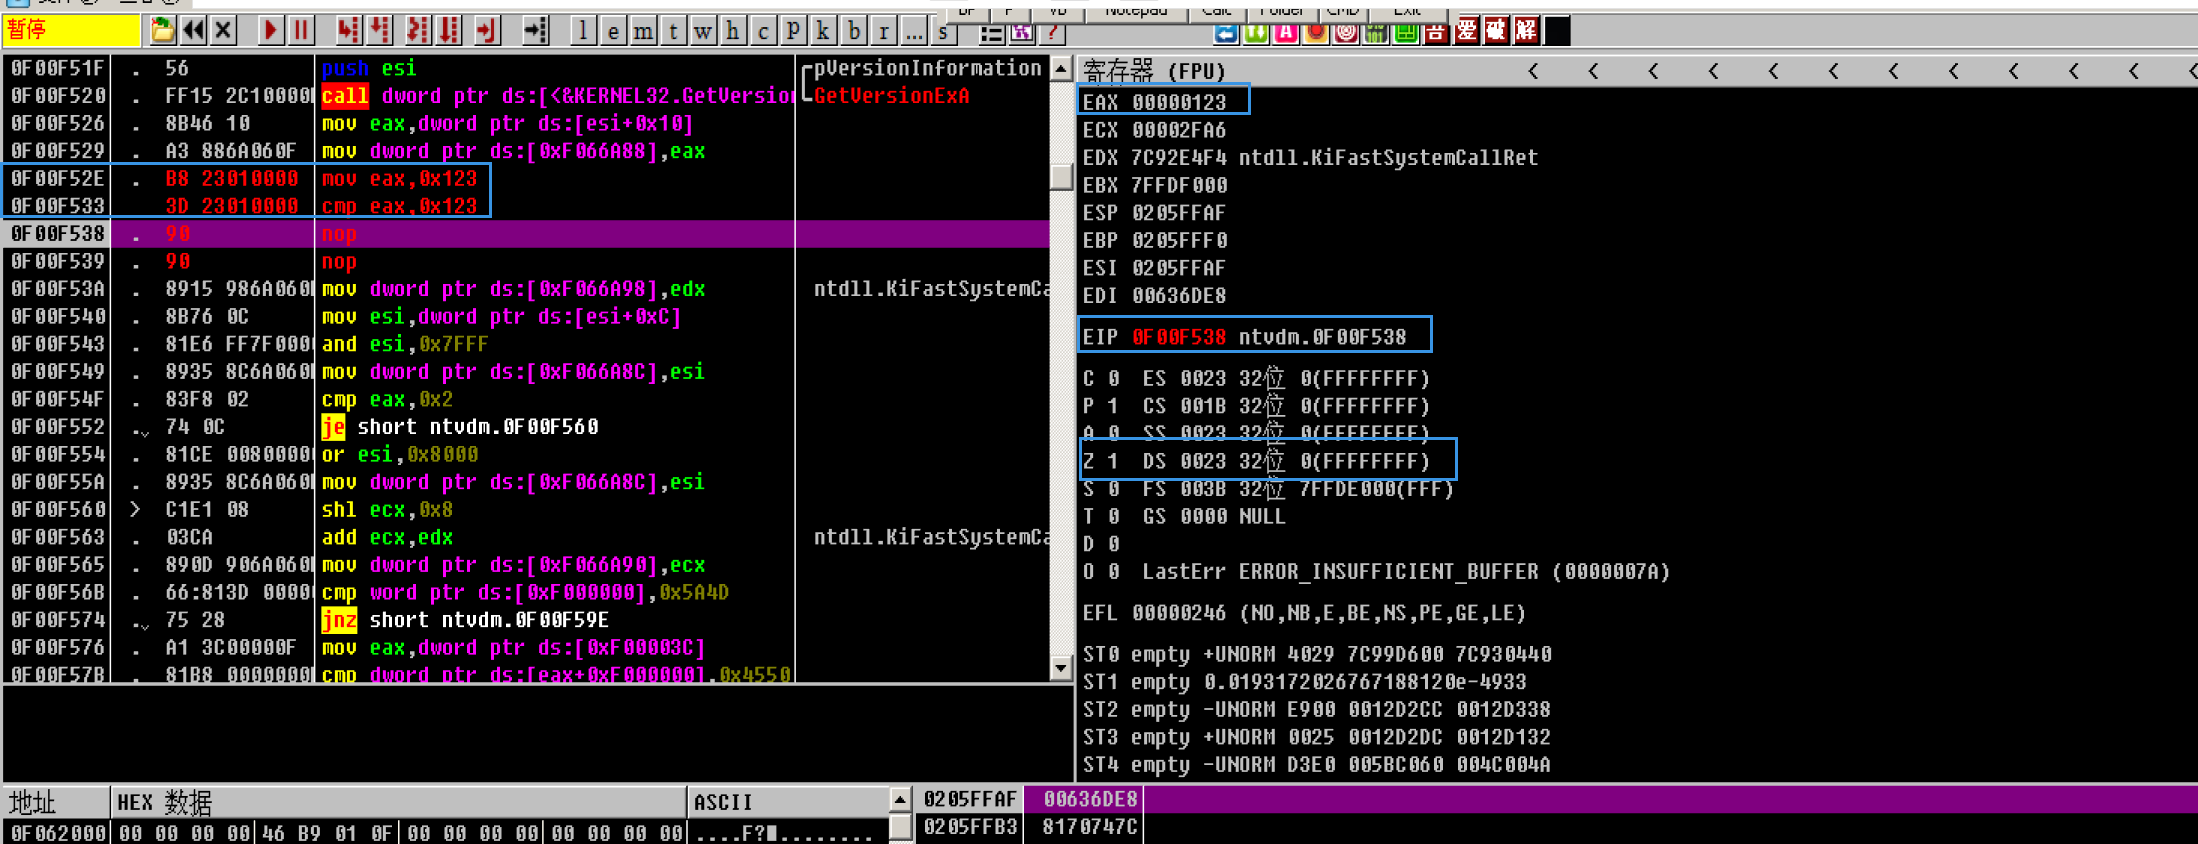 BP P VB Notepad Calc Folder CMD Exit
暂停 l e m t w h c p k b r ... s ? 吾 爱 破 解
0F00F51F . 56 push esi pVersionInformation
0F00F520 . FF15 2C10000 call dword ptr ds:[<&KERNEL32.GetVersion GetVersionExA
0F00F526 . 8B46 10 mov eax,dword ptr ds:[esi+0x10]
0F00F529 . A3 886A060F mov dword ptr ds:[0xF066A88],eax
0F00F52E . B8 23010000 mov eax,0x123
0F00F533 3D 23010000 cmp eax,0x123
0F00F538 . 90 nop
0F00F539 . 90 nop
0F00F53A . 8915 986A060 mov dword ptr ds:[0xF066A98],edx ntdll.KiFastSystemCa
0F00F540 . 8B76 0C mov esi,dword ptr ds:[esi+0xC]
0F00F543 . 81E6 FF7F000 and esi,0x7FFF
0F00F549 . 8935 8C6A060 mov dword ptr ds:[0xF066A8C],esi
0F00F54F . 83F8 02 cmp eax,0x2
0F00F552 . 74 0C je short ntvdm.0F00F560
0F00F554 . 81CE 0080000 or esi,0x8000
0F00F55A . 8935 8C6A060 mov dword ptr ds:[0xF066A8C],esi
0F00F560 > C1E1 08 shl ecx,0x8
0F00F563 . 03CA add ecx,edx ntdll.KiFastSystemCa
0F00F565 . 890D 906A060 mov dword ptr ds:[0xF066A90],ecx
0F00F56B . 66:813D 0000 cmp word ptr ds:[0xF000000],0x5A4D
0F00F574 . 75 28 jnz short ntvdm.0F00F59E
0F00F576 . A1 3C00000F mov eax,dword ptr ds:[0xF00003C]
0F00F57B . 81B8 0000000 cmp dword ptr ds:[eax+0xF000000],0x4550
寄存器 (FPU) < < < < < < < < < < < <
EAX 00000123
ECX 00002FA6
EDX 7C92E4F4 ntdll.KiFastSystemCallRet
EBX 7FFDF000
ESP 0205FFAF
EBP 0205FFF0
ESI 0205FFAF
EDI 00636DE8
EIP 0F00F538 ntvdm.0F00F538
C 0 ES 0023 32位 0(FFFFFFFF)
P 1 CS 001B 32位 0(FFFFFFFF)
A 0 SS 0023 32位 0(FFFFFFFF)
Z 1 DS 0023 32位 0(FFFFFFFF)
S 0 FS 003B 32位 7FFDE000(FFF)
T 0 GS 0000 NULL
D 0
O 0 LastErr ERROR_INSUFFICIENT_BUFFER (0000007A)
EFL 00000246 (NO,NB,E,BE,NS,PE,GE,LE)
ST0 empty +UNORM 4029 7C99D600 7C930440
ST1 empty 0.0193172026767188120e-4933
ST2 empty -UNORM E900 0012D2CC 0012D338
ST3 empty +UNORM 0025 0012D2DC 0012D132
ST4 empty -UNORM D3E0 005BC060 004C004A
地址 HEX 数据 ASCII
0F062000 00 00 00 00 46 B9 01 0F 00 00 00 00 00 00 00 00 ....F?█........
0205FFAF 00636DE8
0205FFB3 8170747C